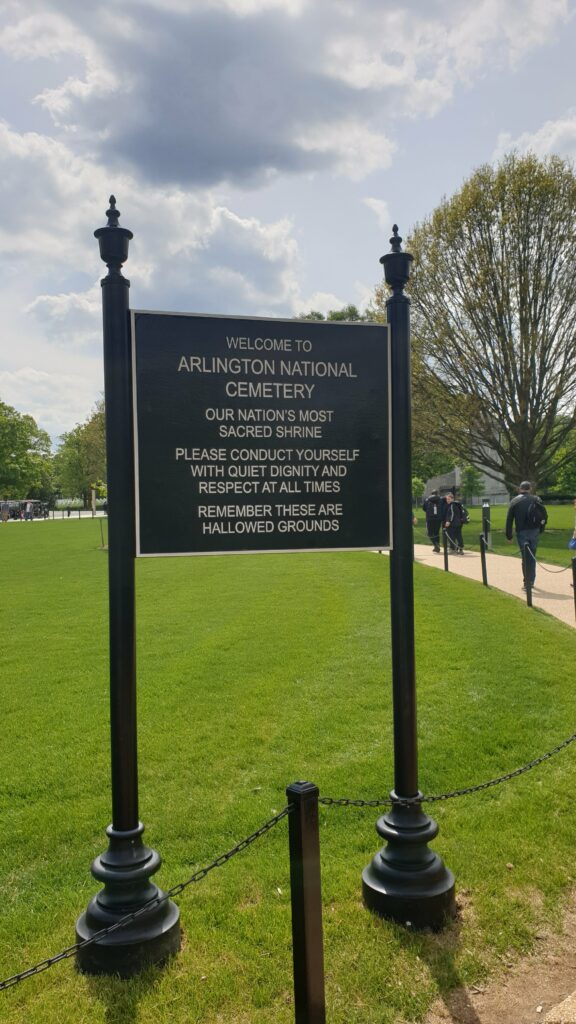 WELCOME TO
ARLINGTON NATIONAL
CEMETERY
OUR NATION'S MOST
SACRED SHRINE
PLEASE CONDUCT YOURSELF
WITH QUIET DIGNITY AND
RESPECT AT ALL TIMES
REMEMBER THESE ARE
HALLOWED GROUNDS